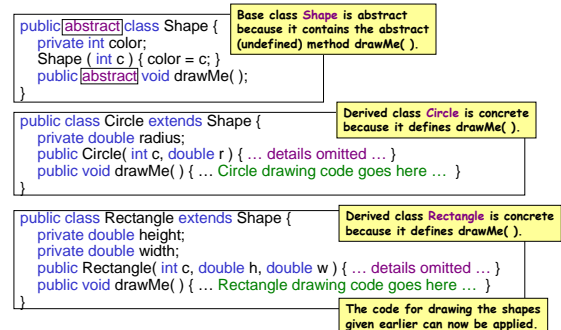 public abstract class Shape {
private int color;
Shape ( int c ) { color = c; }
public abstract void drawMe( );
}
Base class Shape is abstract
because it contains the abstract
(undefined) method drawMe( ).
public class Circle extends Shape {
private double radius;
public Circle( int c, double r ) { … details omitted … }
public void drawMe( ) { … Circle drawing code goes here … }
}
Derived class Circle is concrete
because it defines drawMe( ).
public class Rectangle extends Shape {
private double height;
private double width;
public Rectangle( int c, double h, double w ) { … details omitted … }
public void drawMe( ) { … Rectangle drawing code goes here … }
}
Derived class Rectangle is concrete
because it defines drawMe( ).
The code for drawing the shapes
given earlier can now be applied.